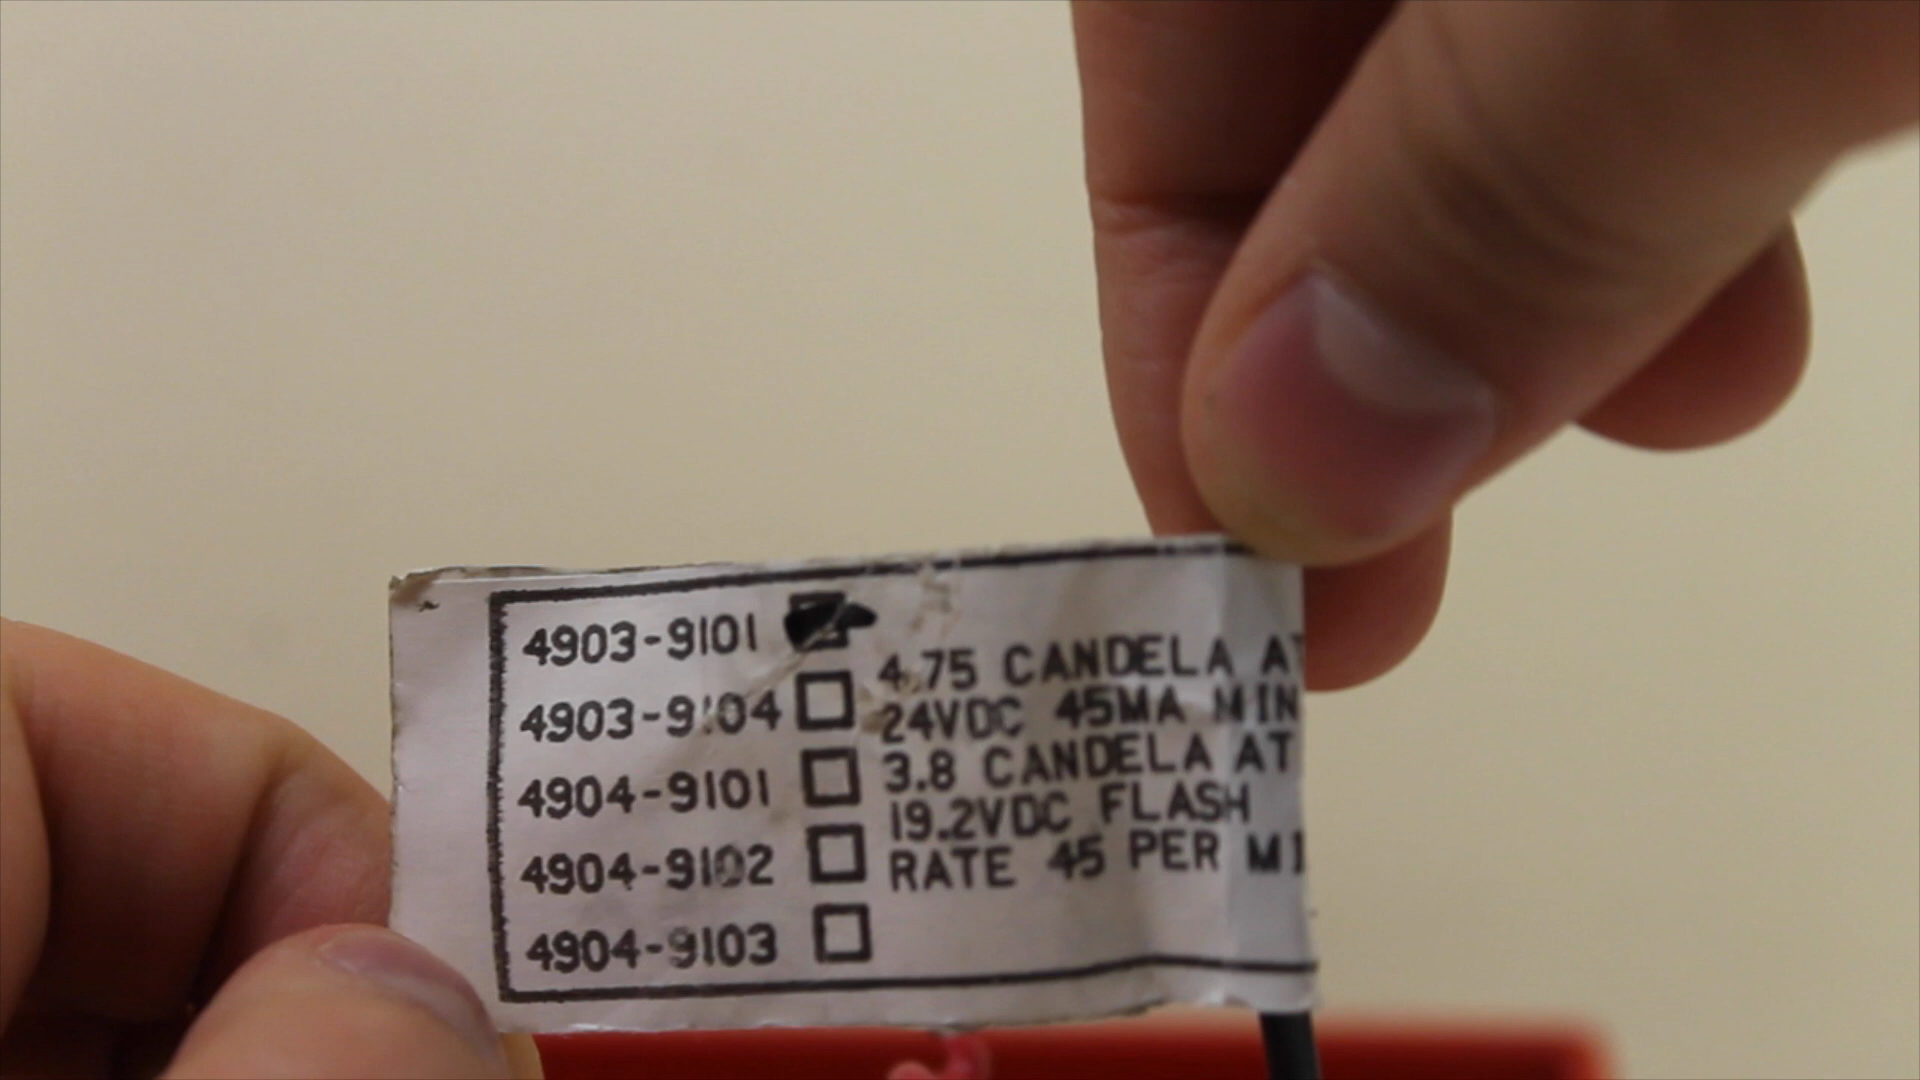 4903-9101
4903-9104
4904-9101
4904-9102
4904-9103
4.75 CANDELA AT
24VDC 45MA MIN
3.8 CANDELA AT
19.2VDC FLASH
RATE 45 PER MI